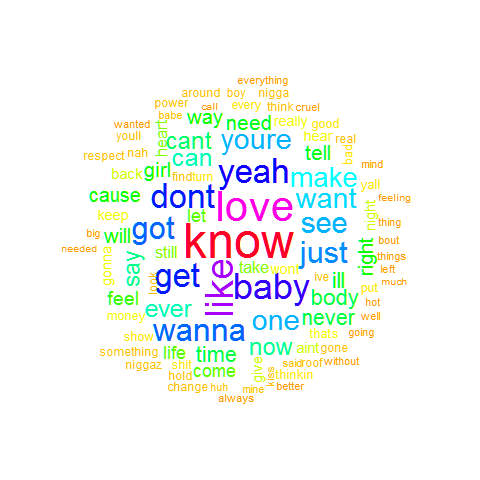 everything
around boy nigga
power
call every think cruel
babe
wanted way need really good
youll heart cant youre hear real
respect nah can tell bad mind
back girl find turn yeah make yall
feeling
cause dont love want
keep let night thing
big will got know see bout
needed say still just right things
gonna take wont left
look get like baby ive ill put much
feel ever body hot
money wanna one never well
show thats going
something life time now aint gone
niggaz shit come give said roof without
hold kiss thinkin
change huh mine better
always